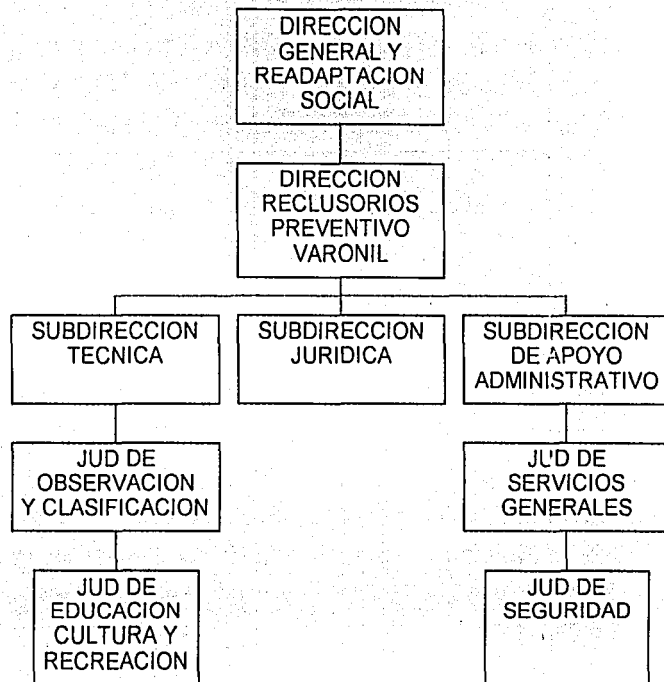 DIRECCION
GENERAL Y
READAPTACION
SOCIAL
DIRECCION
RECLUSORIOS
PREVENTIVO
VARONIL
SUBDIRECCION
TECNICA
SUBDIRECCION
JURIDICA
SUBDIRECCION
DE APOYO
ADMINISTRATIVO
JUD DE
OBSERVACION
Y CLASIFICACION
JUD DE
SERVICIOS
GENERALES
JUD DE
EDUCACION
CULTURA Y
RECREACION
JUD DE
SEGURIDAD